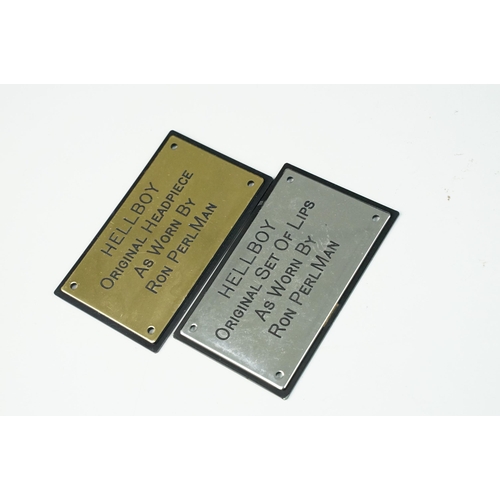 HELLBOY
ORIGINAL HEADPIECE
AS WORN BY
RON PERLMAN
HELLBOY
ORIGINAL SET OF LIPS
AS WORN BY
RON PERLMAN